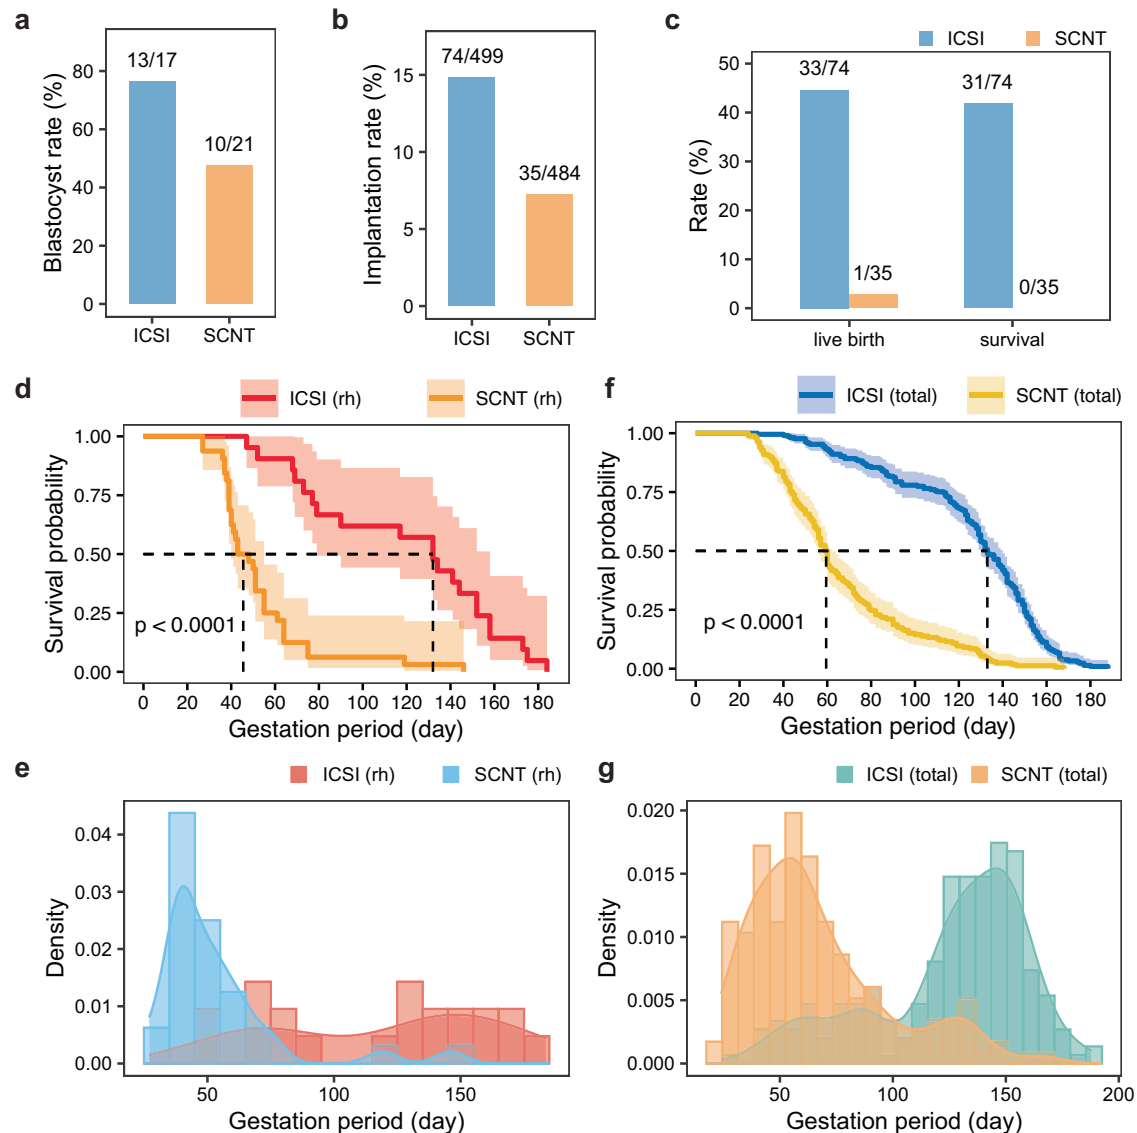 a
Blastocyst rate (%)
80
60
40
20
0
13/17
10/21
ICSI
SCNT
b
Implantation rate (%)
15
10
5
0
74/499
35/484
ICSI
SCNT
c
ICSI
SCNT
Rate (%)
50
40
30
20
10
0
33/74
1/35
31/74
0/35
live birth
survival
d
ICSI (rh)
SCNT (rh)
Survival probability
1.00
0.75
0.50
0.25
0.00
p < 0.0001
0 20 40 60 80 100 120 140 160 180
Gestation period (day)
f
ICSI (total)
SCNT (total)
Survival probability
1.00
0.75
0.50
0.25
0.00
p < 0.0001
0 20 40 60 80 100 120 140 160 180
Gestation period (day)
e
ICSI (rh)
SCNT (rh)
Density
0.04
0.03
0.02
0.01
0.00
50 100 150
Gestation period (day)
g
ICSI (total)
SCNT (total)
Density
0.020
0.015
0.010
0.005
0.000
50 100 150 200
Gestation period (day)